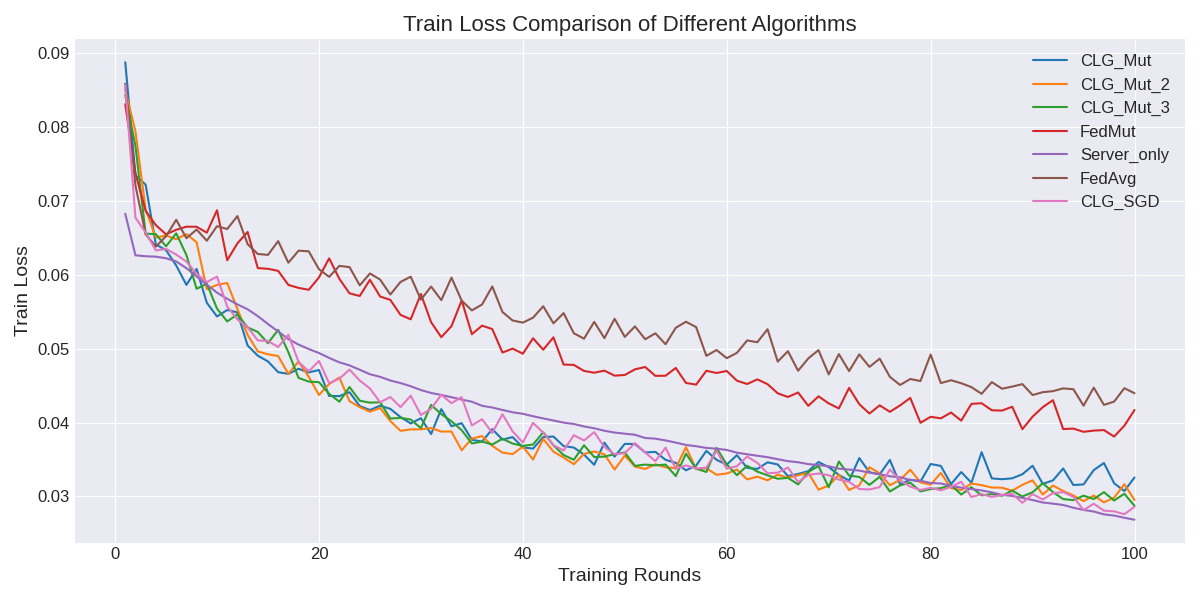 Train Loss Comparison of Different Algorithms
Train Loss
0.09
0.08
0.07
0.06
0.05
0.04
0.03
CLG_Mut
CLG_Mut_2
CLG_Mut_3
FedMut
Server_only
FedAvg
CLG_SGD
0 20 40 60 80 100
Training Rounds